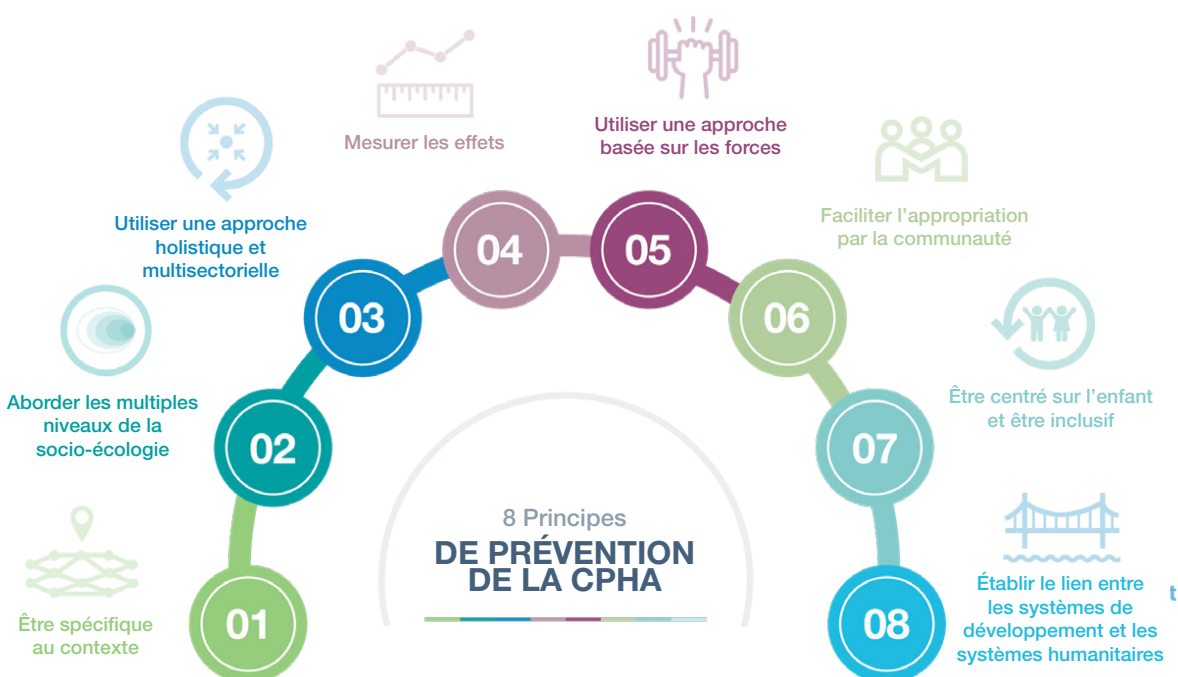 8 Principes
DE PRÉVENTION
DE LA CPHA
01
Être spécifique
au contexte
02
Aborder les multiples
niveaux de la
socio-écologie
03
Utiliser une approche
holistique et
multisectorielle
04
Mesurer les effets
05
Utiliser une approche
basée sur les forces
06
Faciliter l’appropriation
par la communauté
07
Être centré sur l’enfant
et être inclusif
08
Établir le lien entre
les systèmes de
développement et les
systèmes humanitaires
t